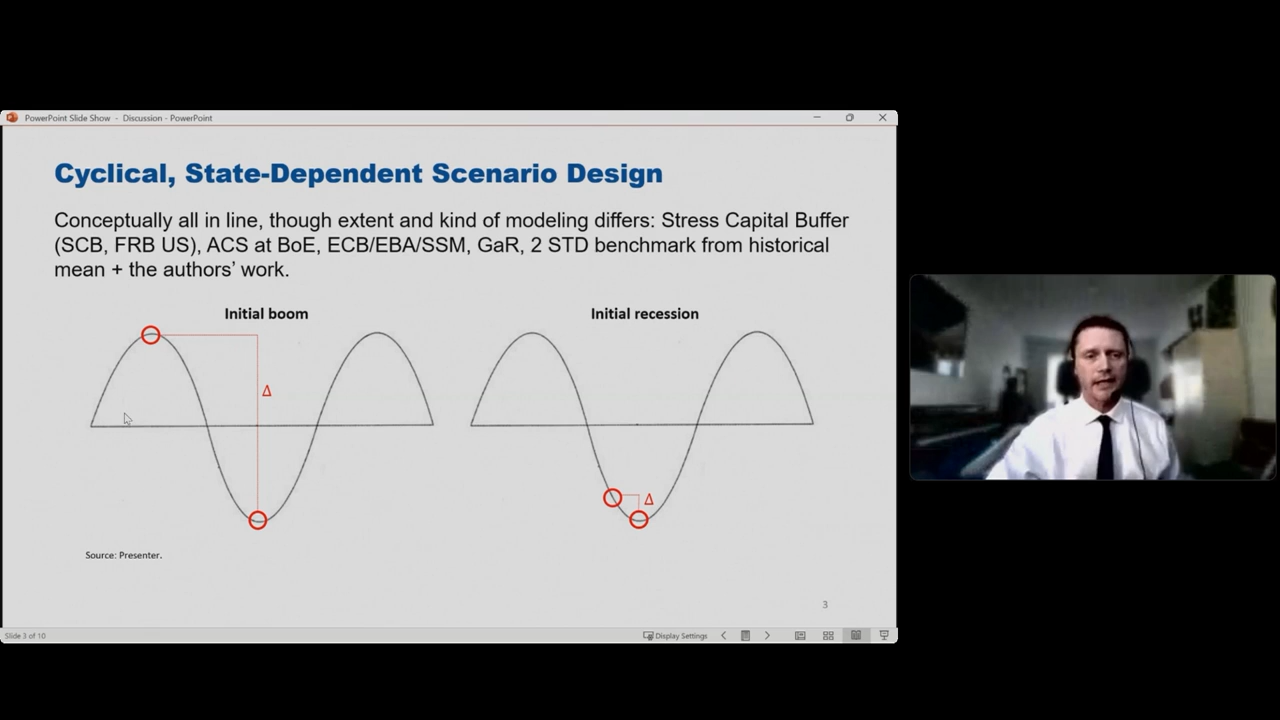 PowerPoint Slide Show - Discussion - PowerPoint
Cyclical, State-Dependent Scenario Design
Conceptually all in line, though extent and kind of modeling differs: Stress Capital Buffer
(SCB, FRB US), ACS at BoE, ECB/EBA/SSM, GaR, 2 STD benchmark from historical
mean + the authors’ work.
Initial boom
Initial recession
Δ
Δ
Source: Presenter.
3
Slide 3 of 10
Display Settings